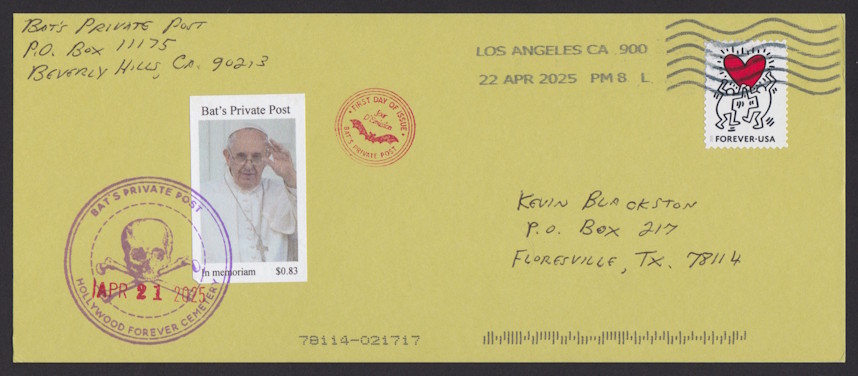 Bat's Private Post
P.O. Box 11175
Beverly Hills, Ca. 90213
LOS ANGELES CA 900
22 APR 2025 PM 8 L
FOREVER·USA
Bat's Private Post
In memoriam $0.83
• FIRST DAY OF ISSUE •
BAT'S PRIVATE POST
BAT'S PRIVATE POST
APR 21 2025
HOLLYWOOD FOREVER CEMETERY
Kevin Blackston
P.O. Box 217
Floresville, Tx. 78114
78114-021717